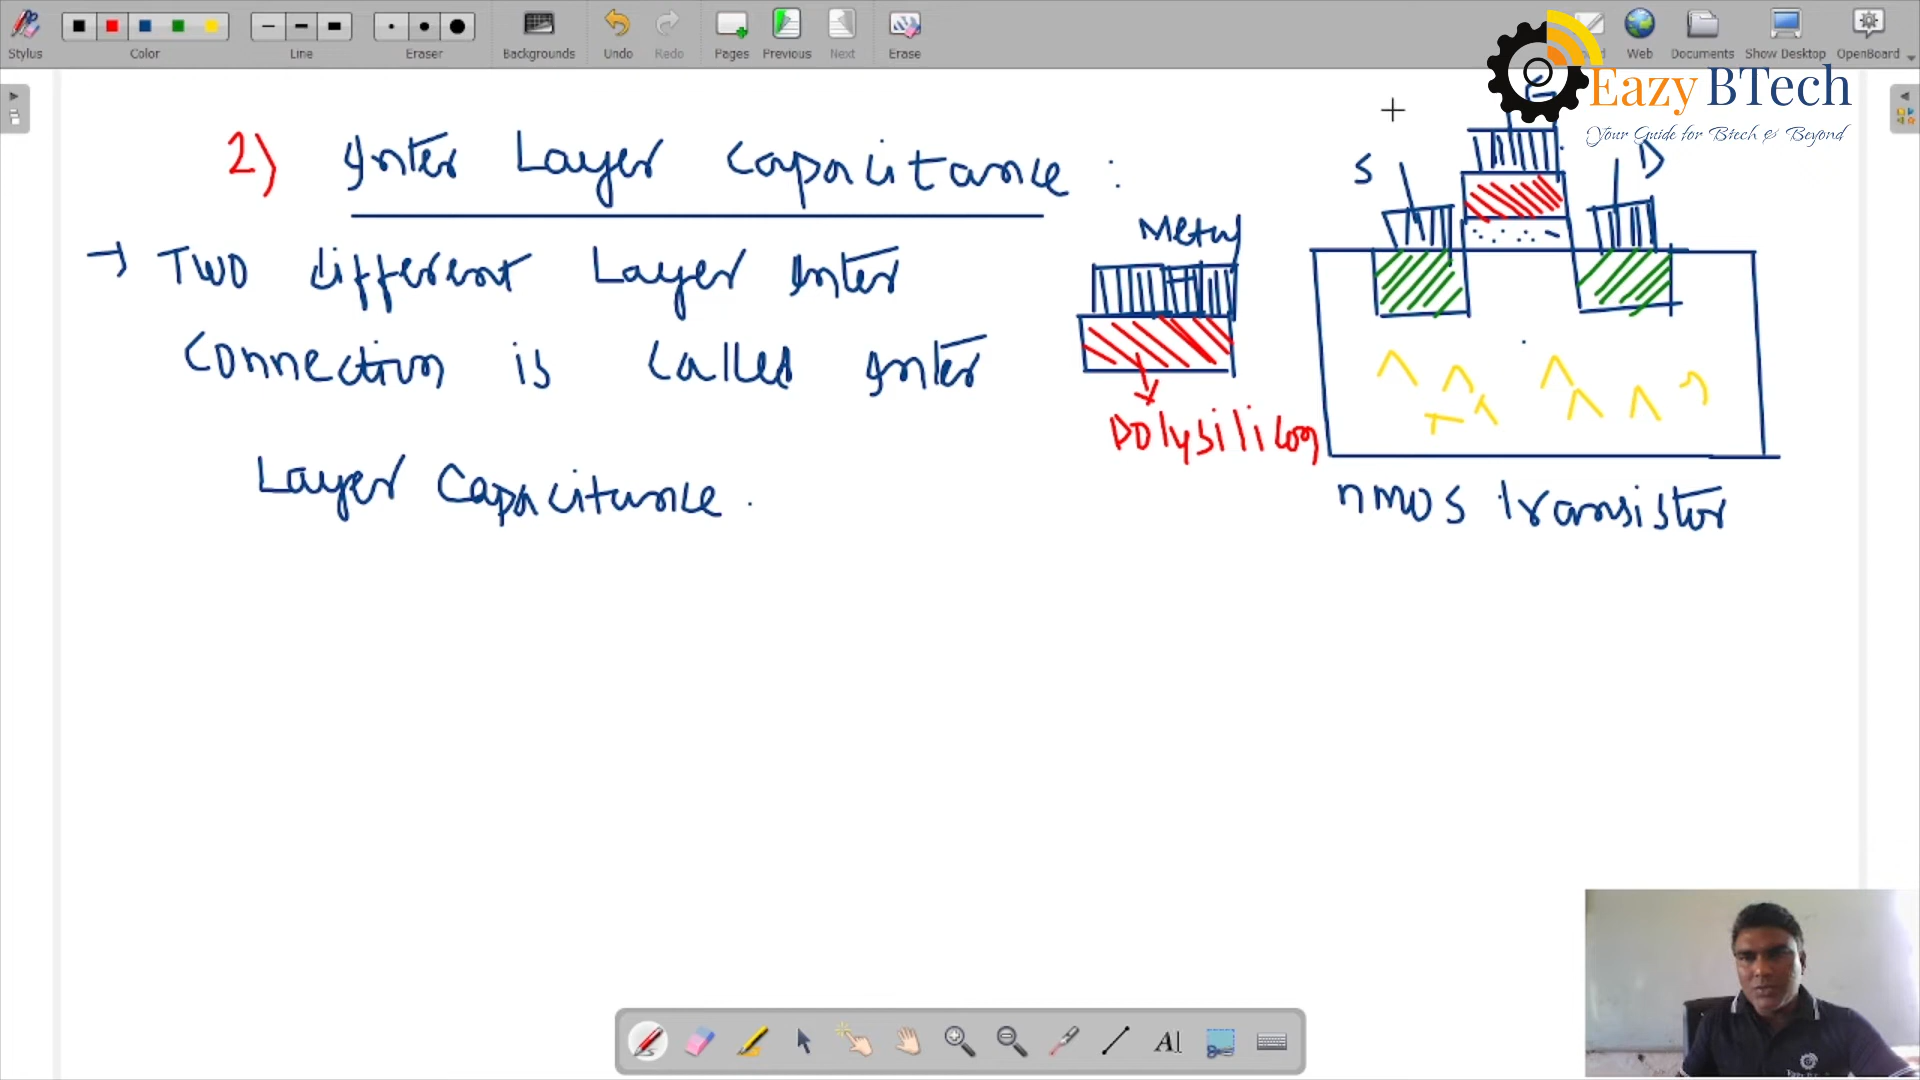 Stylus
Color
Line
Eraser
Backgrounds
Undo
Redo
Pages
Previous
Next
Erase
Web
Documents
Show Desktop
OpenBoard
Eazy BTech
Your Guide for Btech & Beyond
2) Inter Layer Capacitance :
→ Two different Layer Inter
Connection is called Inter
Layer Capacitance .
Metal
Polysilicon
S
D
nmos transistor
AI